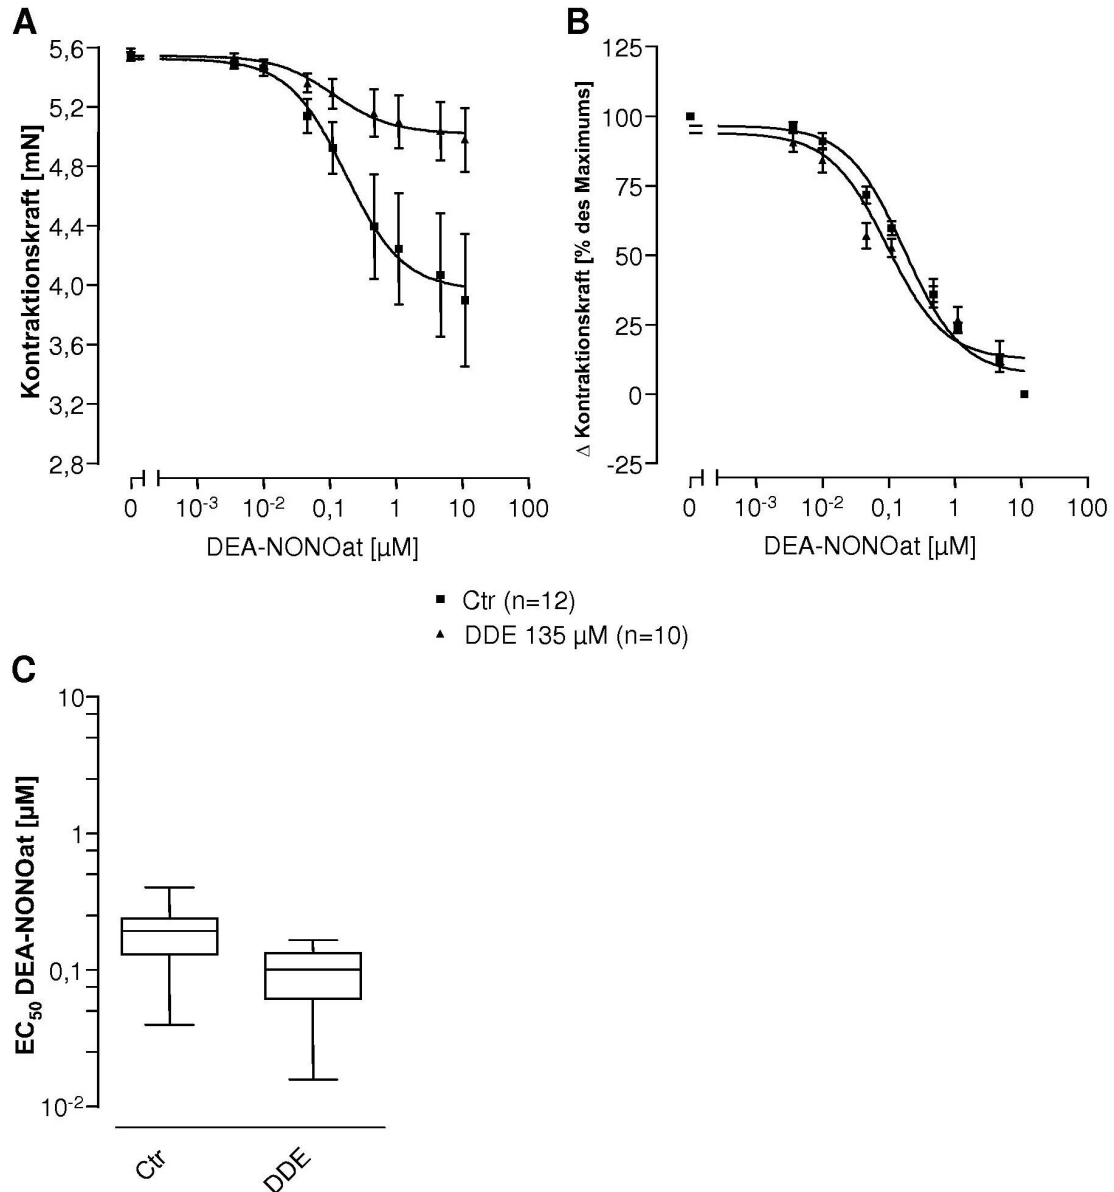 A
Kontraktionskraft [mN]
5,6
5,2
4,8
4,4
4,0
3,6
3,2
2,8
0 10-3 10-2 0,1 1 10 100
DEA-NONOat [µM]
B
Δ Kontraktionskraft [% des Maximums]
125
100
75
50
25
0
-25
0 10-3 10-2 0,1 1 10 100
DEA-NONOat [µM]
Ctr (n=12)
DDE 135 µM (n=10)
C
EC50 DEA-NONOat [µM]
10
1
0,1
10-2
Ctr DDE